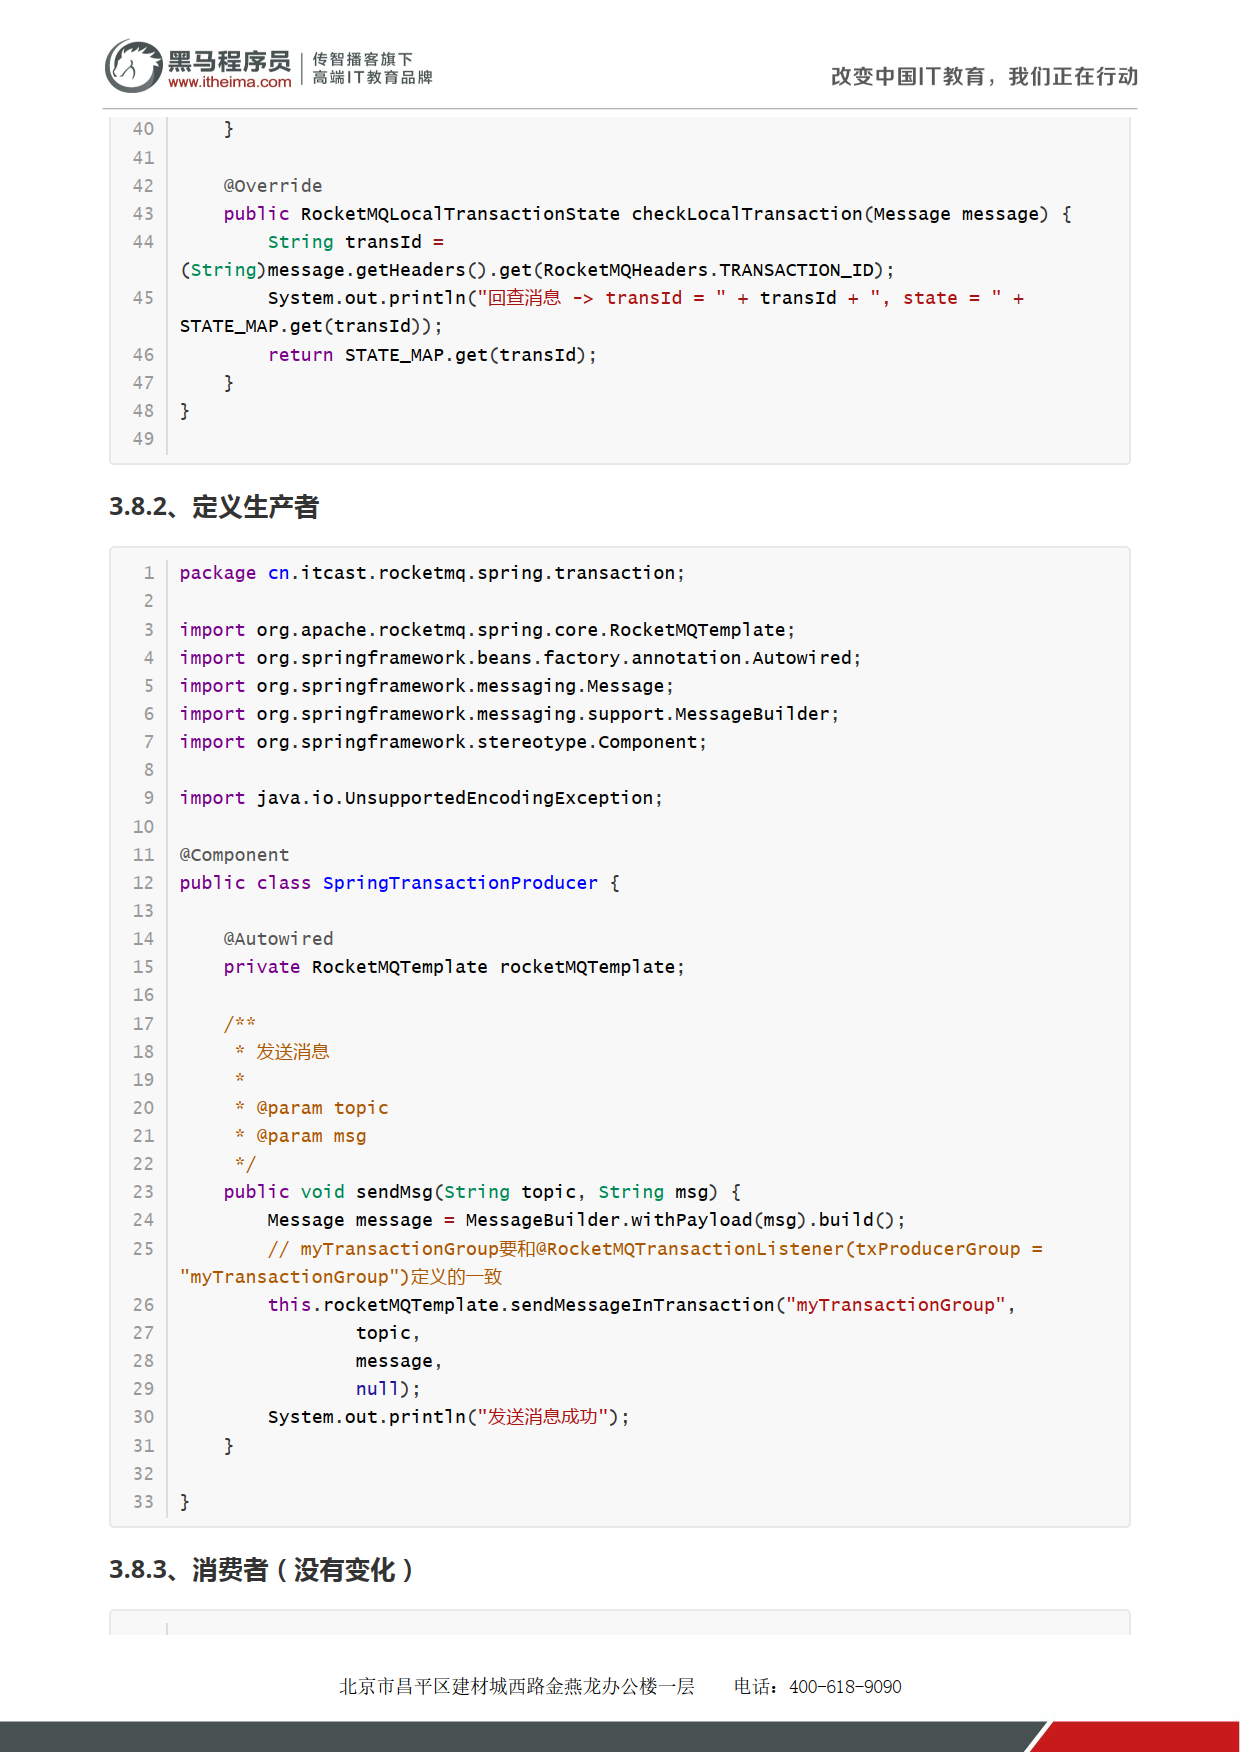 黑马程序员
www.itheima.com
传智播客旗下
高端IT教育品牌
改变中国IT教育，我们正在行动
40     }
41
42     @Override
43     public RocketMQLocalTransactionState checkLocalTransaction(Message message) {
44         String transId =
(String)message.getHeaders().get(RocketMQHeaders.TRANSACTION_ID);
45         System.out.println("回查消息 -> transId = " + transId + ", state = " +
STATE_MAP.get(transId));
46         return STATE_MAP.get(transId);
47     }
48 }
49
3.8.2、定义生产者
1 package cn.itcast.rocketmq.spring.transaction;
2
3 import org.apache.rocketmq.spring.core.RocketMQTemplate;
4 import org.springframework.beans.factory.annotation.Autowired;
5 import org.springframework.messaging.Message;
6 import org.springframework.messaging.support.MessageBuilder;
7 import org.springframework.stereotype.Component;
8
9 import java.io.UnsupportedEncodingException;
10
11 @Component
12 public class SpringTransactionProducer {
13
14     @Autowired
15     private RocketMQTemplate rocketMQTemplate;
16
17     /**
18      * 发送消息
19      *
20      * @param topic
21      * @param msg
22      */
23     public void sendMsg(String topic, String msg) {
24         Message message = MessageBuilder.withPayload(msg).build();
25         // myTransactionGroup要和@RocketMQTransactionListener(txProducerGroup =
"myTransactionGroup")定义的一致
26         this.rocketMQTemplate.sendMessageInTransaction("myTransactionGroup",
27                 topic,
28                 message,
29                 null);
30         System.out.println("发送消息成功");
31     }
32
33 }
3.8.3、消费者（没有变化）
北京市昌平区建材城西路金燕龙办公楼一层    电话：400-618-9090